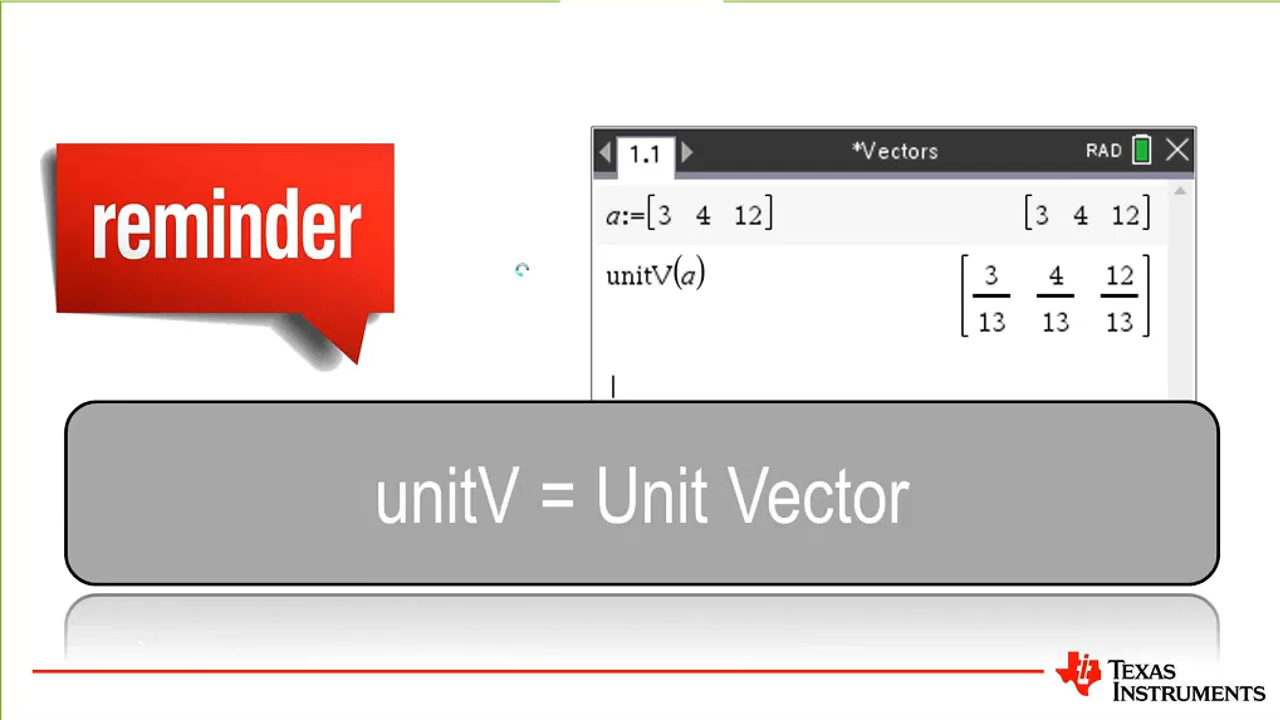 reminder
1.1 *Vectors RAD
a:=[3 4 12] [3 4 12]
unitV(a) [3/13 4/13 12/13]
unitV = Unit Vector
TEXAS
INSTRUMENTS